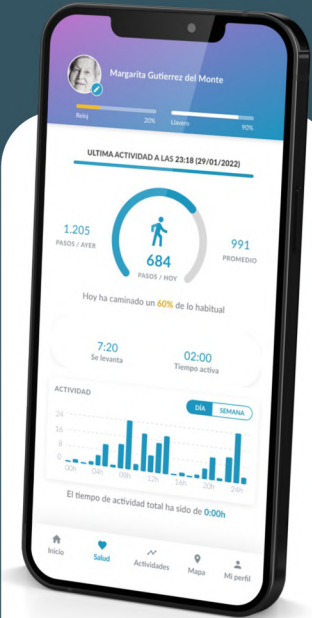 Margarita Gutierrez del Monte
Reloj 20% Llavero 90%
ULTIMA ACTIVIDAD A LAS 23:18 (29/01/2022)
1.205
PASOS / AYER
684
PASOS / HOY
991
PROMEDIO
Hoy ha caminado un 60% de lo habitual
7:20
Se levanta
02:00
Tiempo activa
ACTIVIDAD
DÍA SEMANA
24
16
8
0
00h 04h 08h 12h 16h 20h 24h
El tiempo de actividad total ha sido de 0:00h
Inicio Salud Actividades Mapa Mi perfil